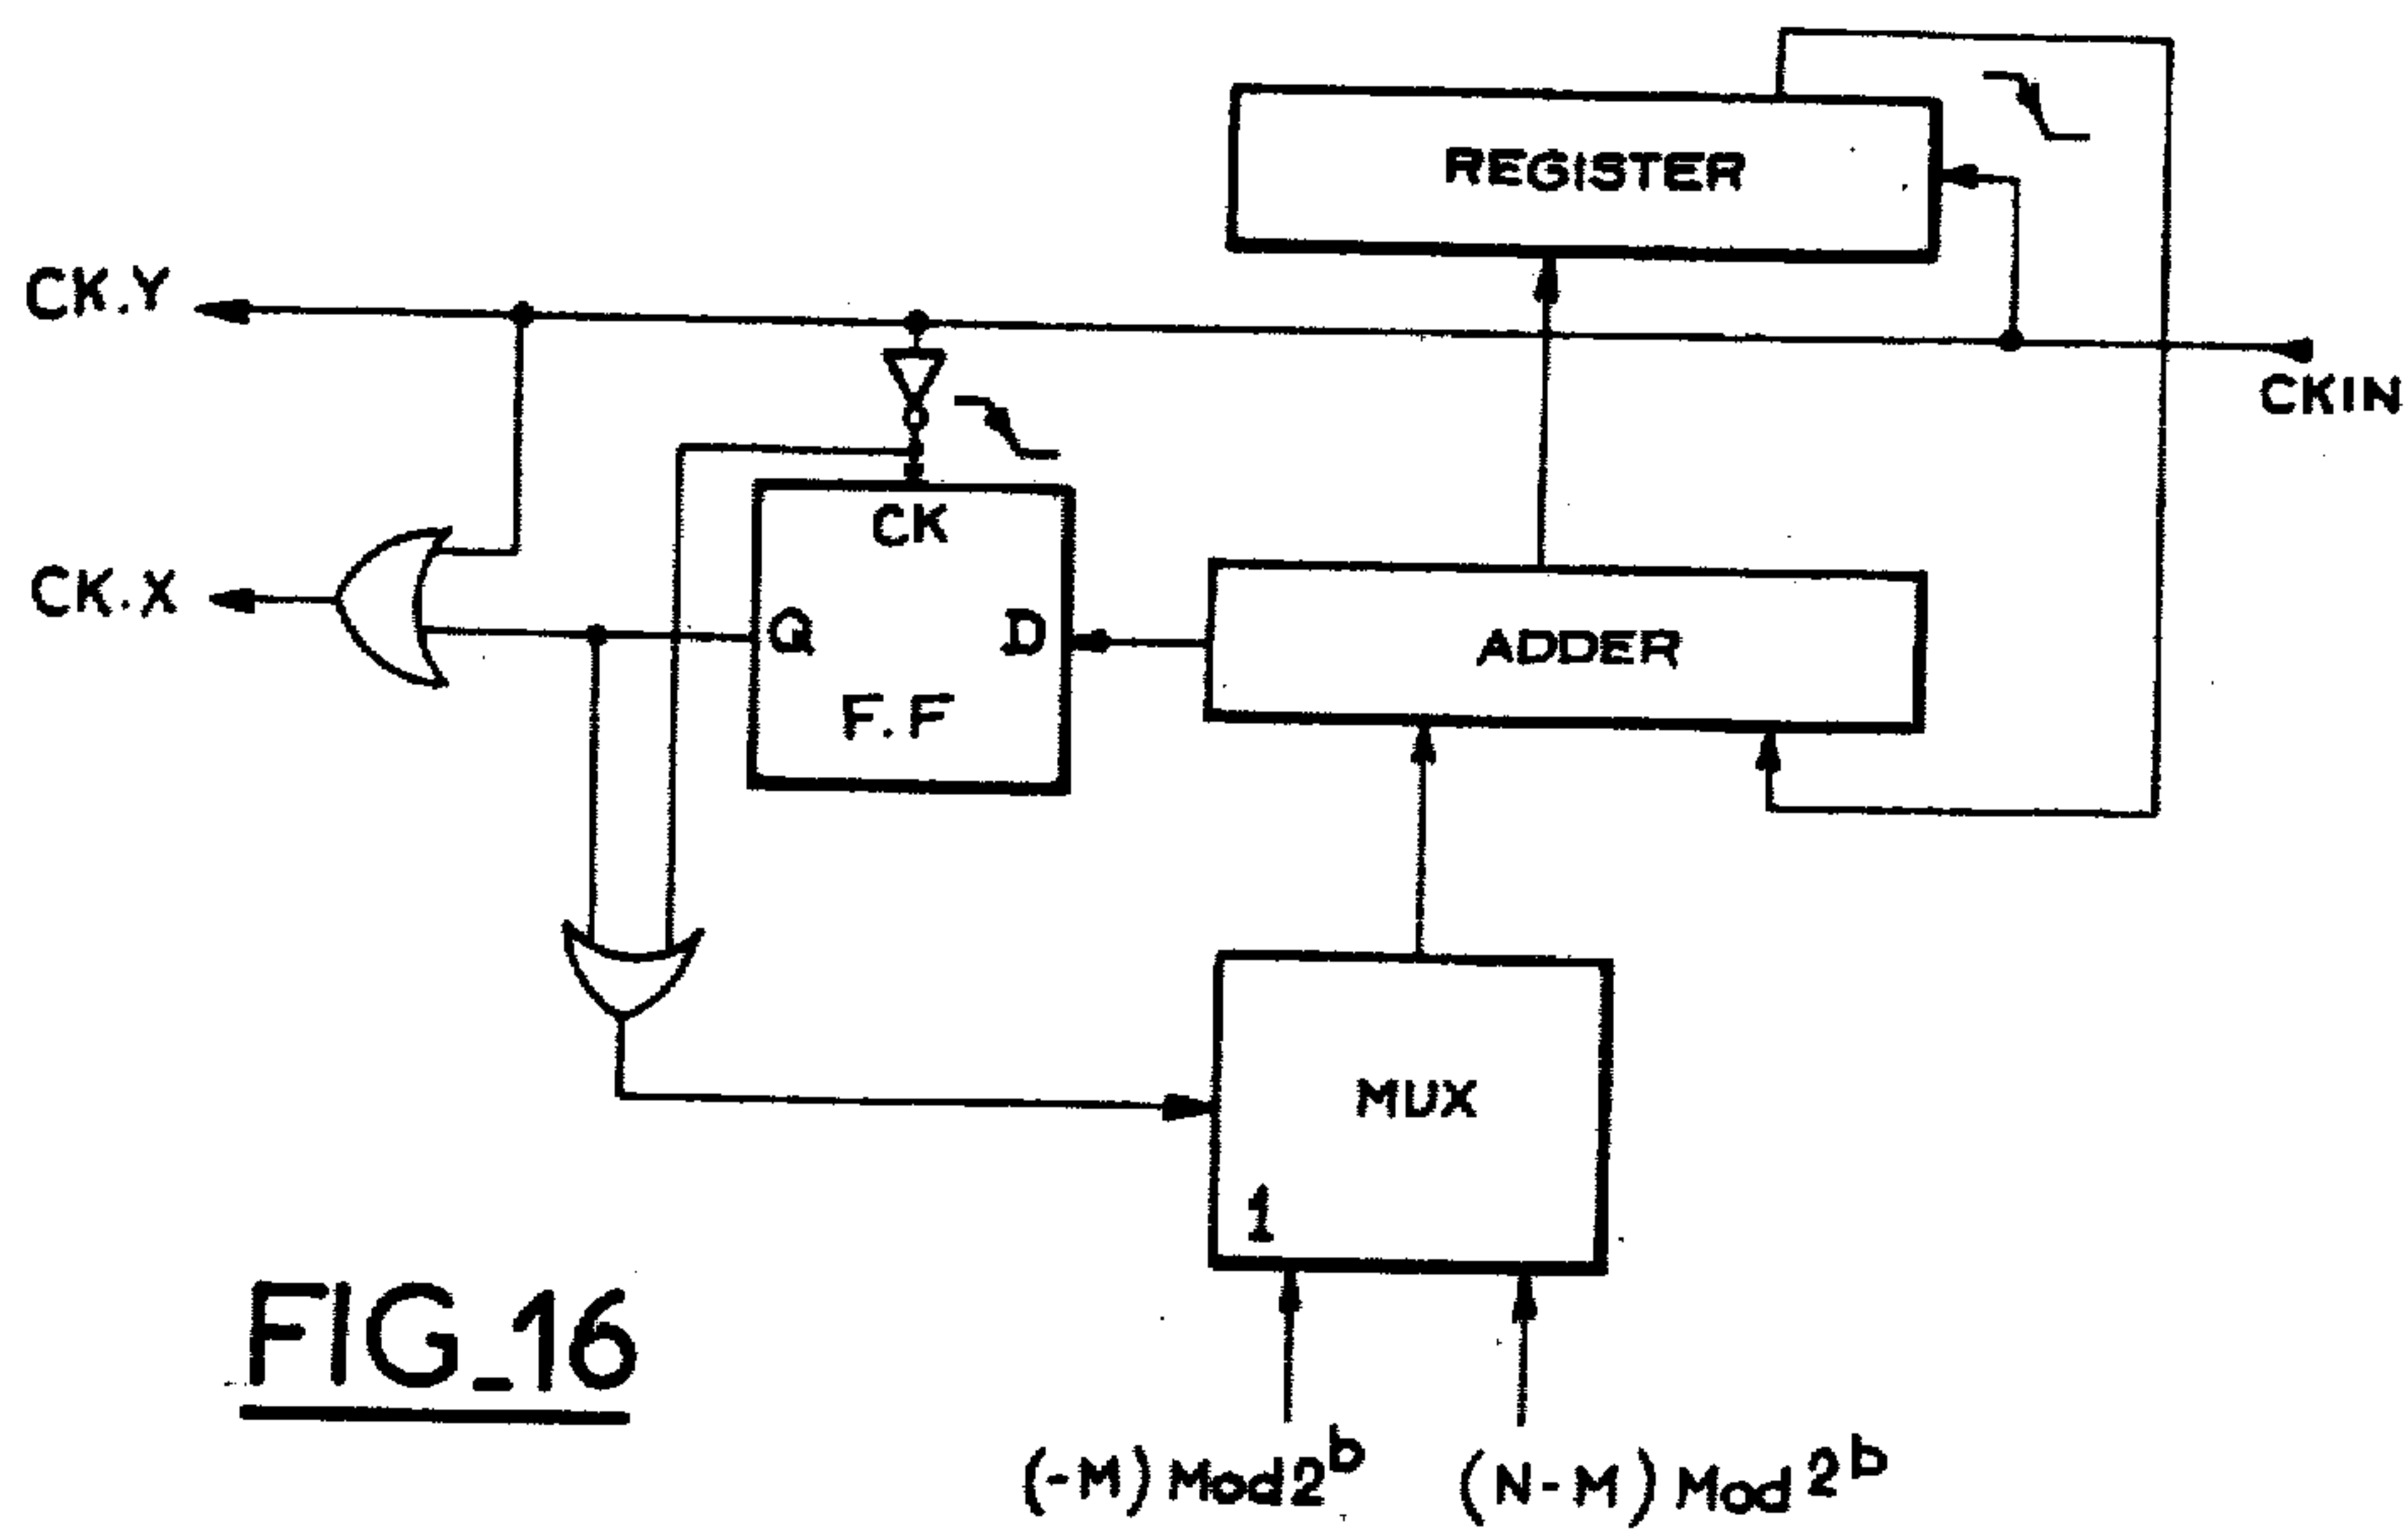 REGISTER
CK.Y
CKIN
CK
CK.X
Q
D
ADDER
F.F
MUX
1
FIG_16
(-M) Mod 2^b
(N-M) Mod 2^b